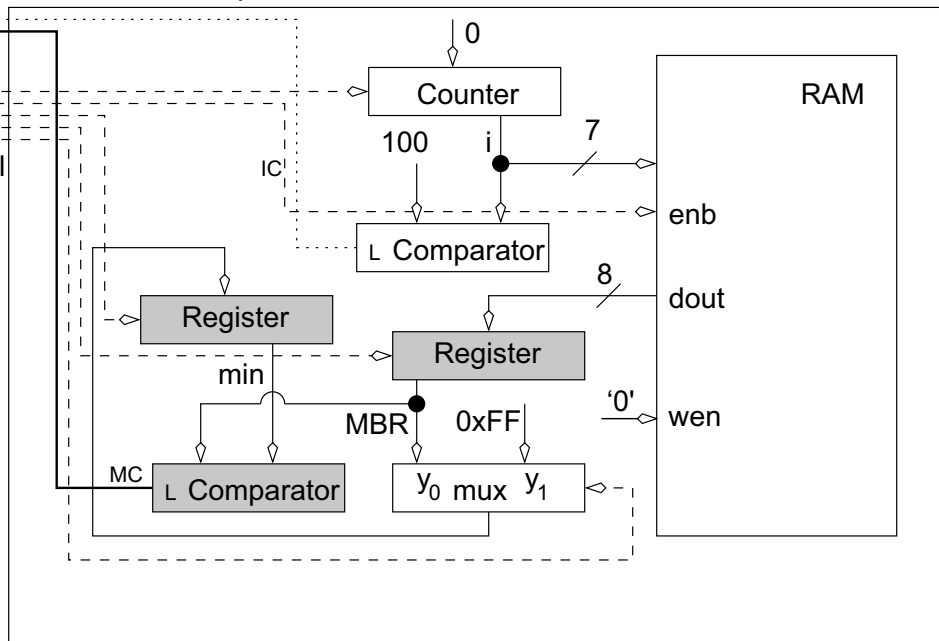 0
Counter
RAM
100
i
7
IC
enb
L Comparator
8
dout
Register
Register
min
MBR
0xFF
'0'
wen
MC
L Comparator
y0 mux y1